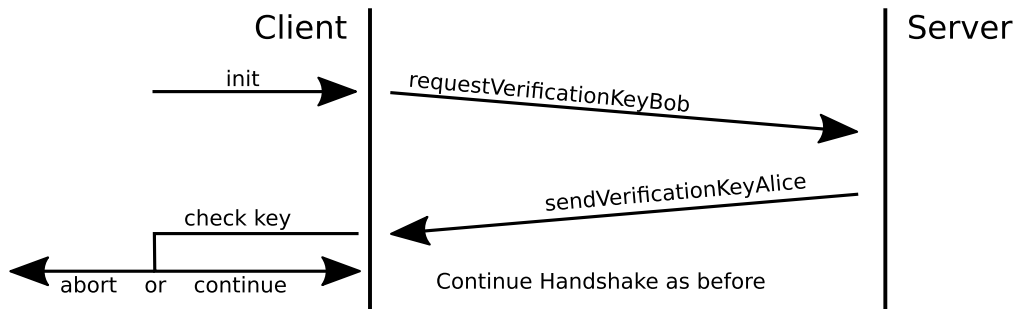 Client
Server
init
requestVerificationKeyBob
sendVerificationKeyAlice
check key
abort or continue
Continue Handshake as before